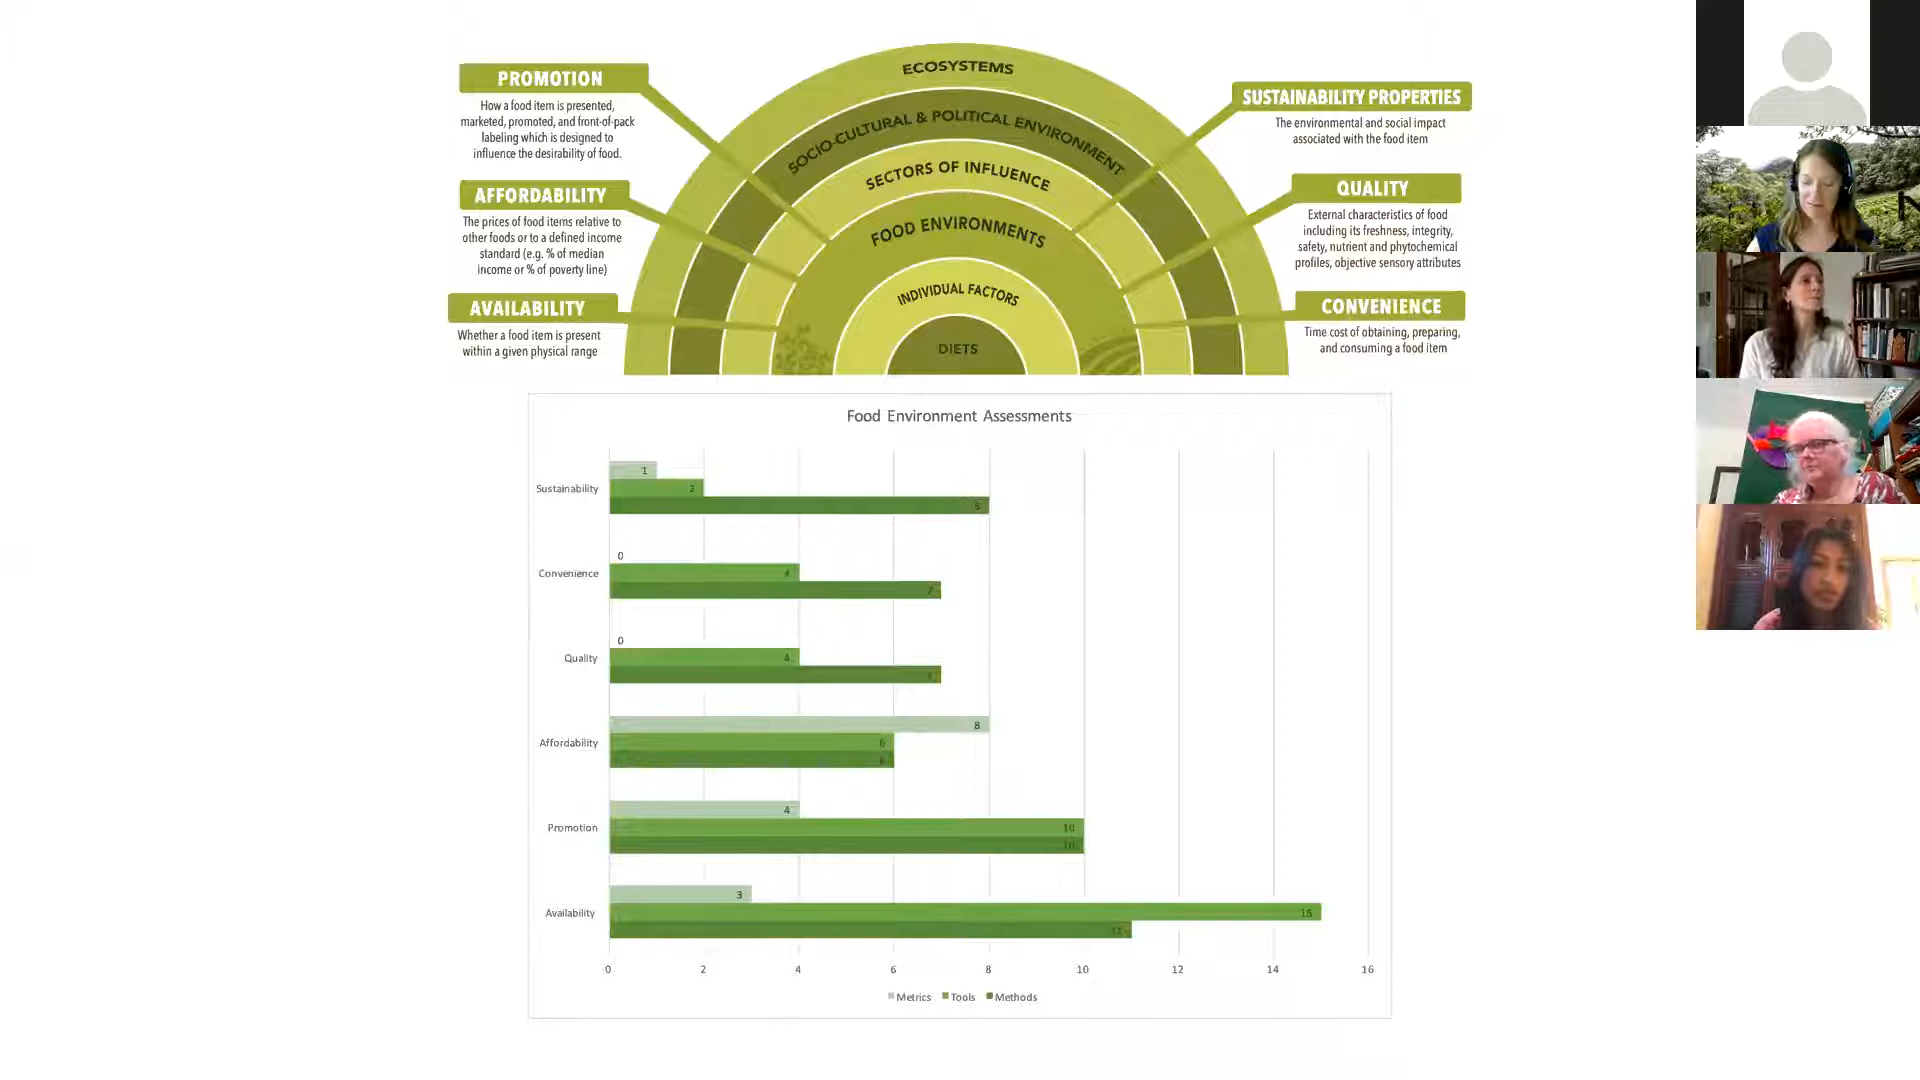 PROMOTION
How a food item is presented,
marketed, promoted, and front-of-pack
labeling which is designed to
influence the desirability of food.
AFFORDABILITY
The prices of food items relative to
other foods or to a defined income
standard (e.g. % of median
income or % of poverty line)
AVAILABILITY
Whether a food item is present
within a given physical range
ECOSYSTEMS
SOCIO-CULTURAL & POLITICAL ENVIRONMENT
SECTORS OF INFLUENCE
FOOD ENVIRONMENTS
INDIVIDUAL FACTORS
DIETS
SUSTAINABILITY PROPERTIES
The environmental and social impact
associated with the food item
QUALITY
External characteristics of food
including its freshness, integrity,
safety, nutrient and phytochemical
profiles, objective sensory attributes
CONVENIENCE
Time cost of obtaining, preparing,
and consuming a food item
Food Environment Assessments
1
Sustainability 2
8
0
Convenience 4
7
0
Quality 4
7
8
Affordability 6
6
4
Promotion 10
10
3
Availability 15
11
0 2 4 6 8 10 12 14 16
Metrics Tools Methods